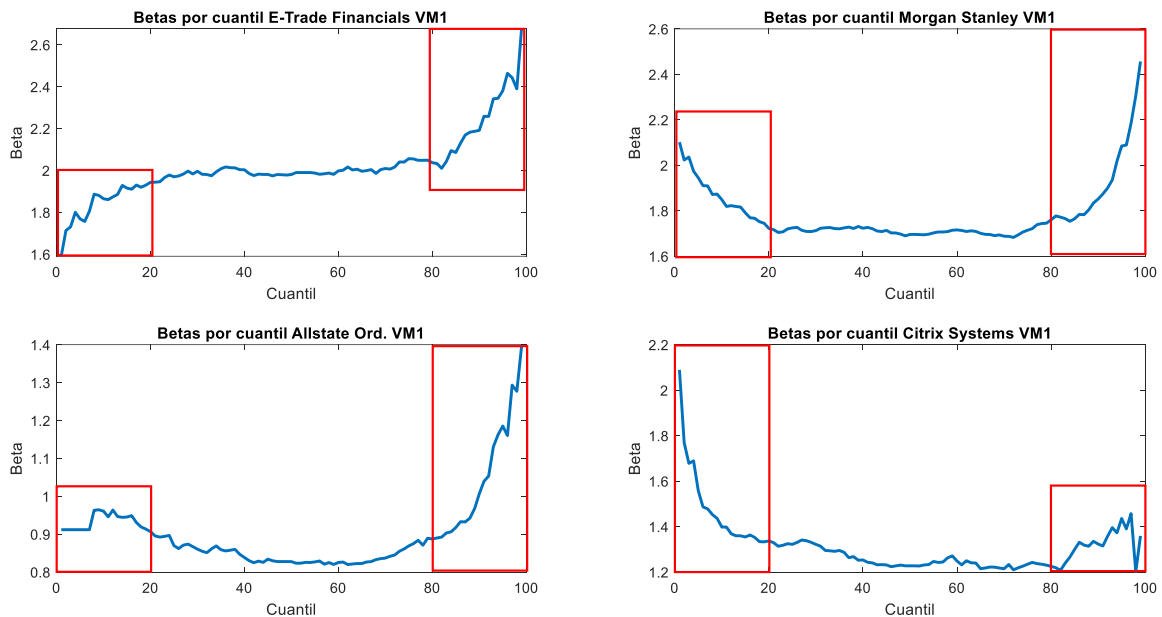 Betas por cuantil E-Trade Financials VM1
2.6
2.4
2.2
2
1.8
1.6
Beta
0 20 40 60 80 100
Cuantil
Betas por cuantil Morgan Stanley VM1
2.6
2.4
2.2
2
1.8
1.6
Beta
0 20 40 60 80 100
Cuantil
Betas por cuantil Allstate Ord. VM1
1.4
1.3
1.2
1.1
1
0.9
0.8
Beta
0 20 40 60 80 100
Cuantil
Betas por cuantil Citrix Systems VM1
2.2
2
1.8
1.6
1.4
1.2
Beta
0 20 40 60 80 100
Cuantil